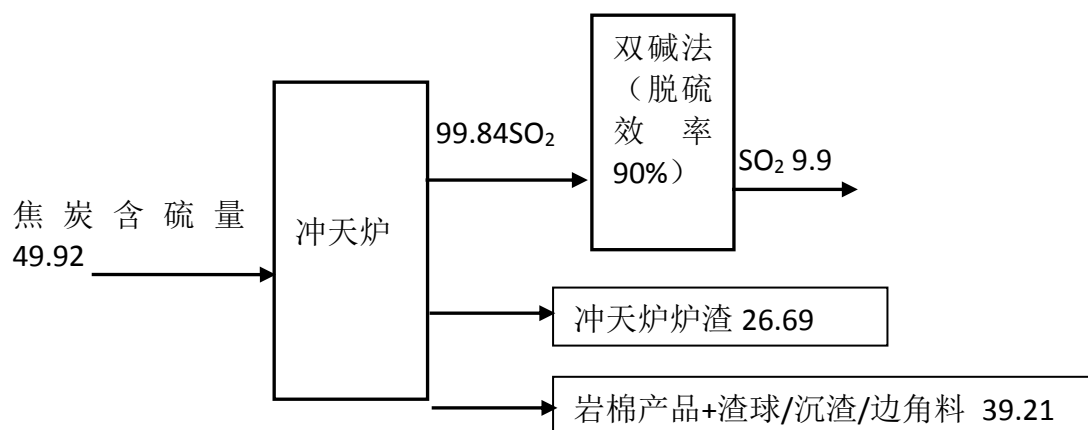 焦炭含硫量
49.92
冲天炉
99.84SO₂
双碱法
（脱硫
效率
90%）
SO₂ 9.9
冲天炉炉渣 26.69
岩棉产品+渣球/沉渣/边角料 39.21